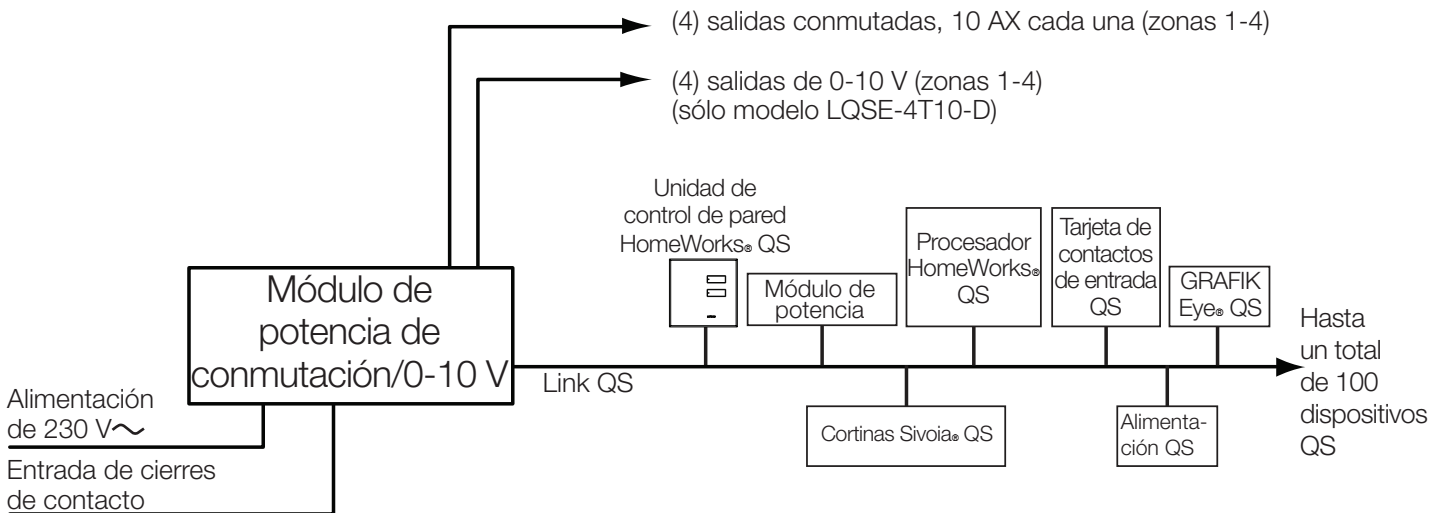 (4) salidas conmutadas, 10 AX cada una (zonas 1-4)
(4) salidas de 0-10 V (zonas 1-4)
(sólo modelo LQSE-4T10-D)
Unidad de
control de pared
HomeWorks® QS
Módulo de
potencia
Procesador
HomeWorks®
QS
Tarjeta de
contactos
de entrada
QS
GRAFIK
Eye® QS
Módulo de
potencia de
conmutación/0-10 V
Link QS
Hasta
un total
de 100
dispositivos
QS
Cortinas Sivoia® QS
Alimenta-
ción QS
Alimentación
de 230 V~
Entrada de cierres
de contacto